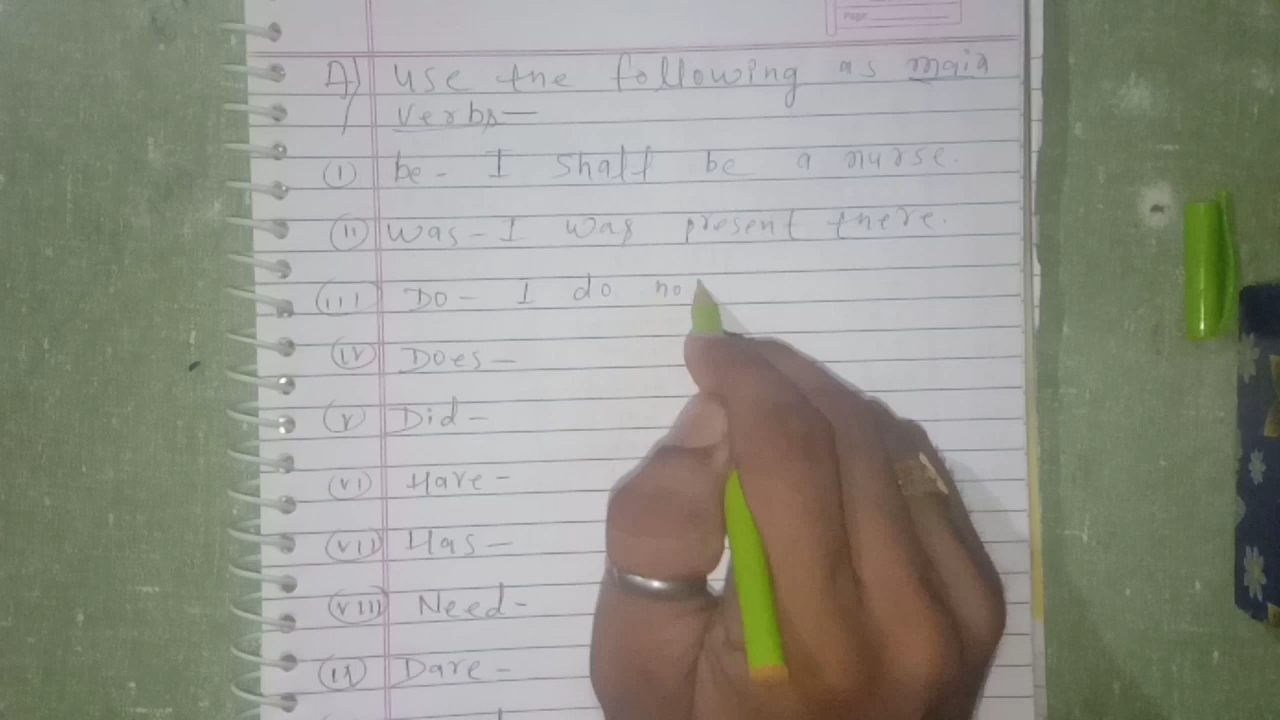 Page
A) Use the following as main
verbs—
(i) be - I shall be a nurse.
(ii) Was - I was present there.
(iii) Do - I do no
(iv) Does -
(v) Did -
(vi) Have -
(vii) Has -
(viii) Need -
(ix) Dare -